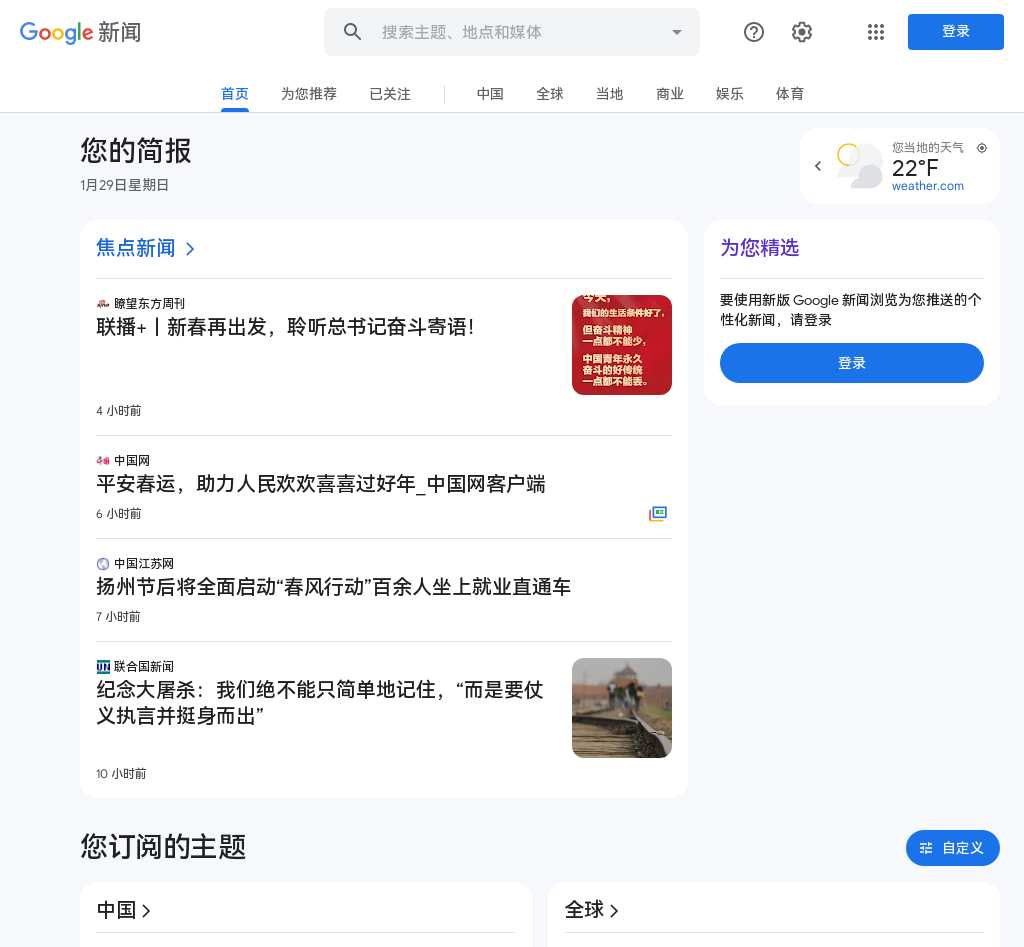 Google 新闻
搜索主题、地点和媒体
登录
首页
为您推荐
已关注
中国
全球
当地
商业
娱乐
体育
您的简报
1月29日星期日
您当地的天气
22°F
weather.com
焦点新闻
瞭望东方周刊
联播+丨新春再出发，聆听总书记奋斗寄语！
今天，
我们的生活条件好了，
但奋斗精神
一点都不能少，
中国青年永久
奋斗的好传统
一点都不能丢。
4 小时前
中国网
平安春运，助力人民欢欢喜喜过好年_中国网客户端
6 小时前
中国江苏网
扬州节后将全面启动“春风行动”百余人坐上就业直通车
7 小时前
UN 联合国新闻
纪念大屠杀：我们绝不能只简单地记住，“而是要仗
义执言并挺身而出”
10 小时前
为您精选
要使用新版 Google 新闻浏览为您推送的个
性化新闻，请登录
登录
您订阅的主题
自定义
中国
全球